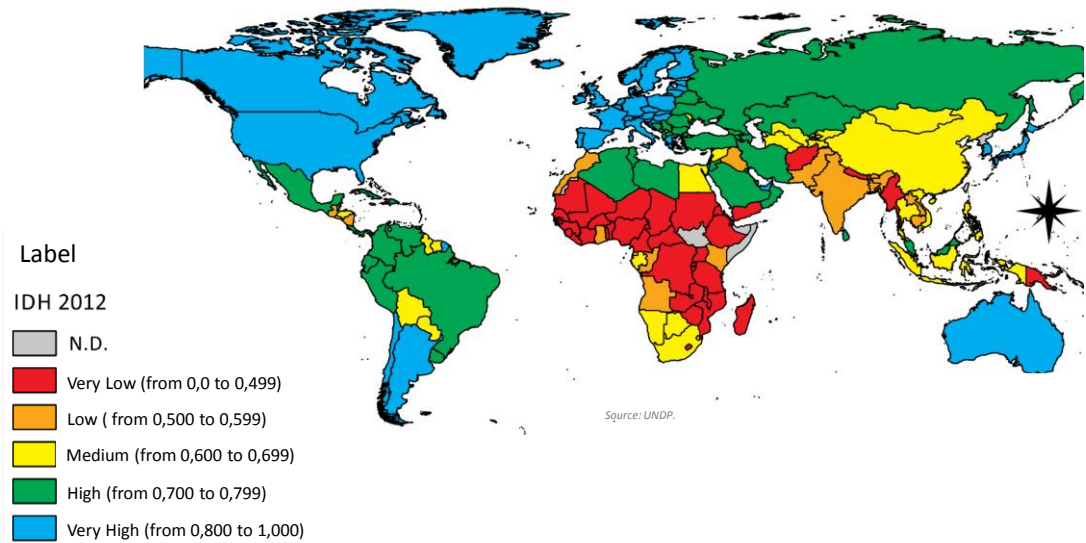 Label
IDH 2012
N.D.
Very Low (from 0,0 to 0,499)
Low ( from 0,500 to 0,599)
Medium (from 0,600 to 0,699)
High (from 0,700 to 0,799)
Very High (from 0,800 to 1,000)
Source: UNDP.